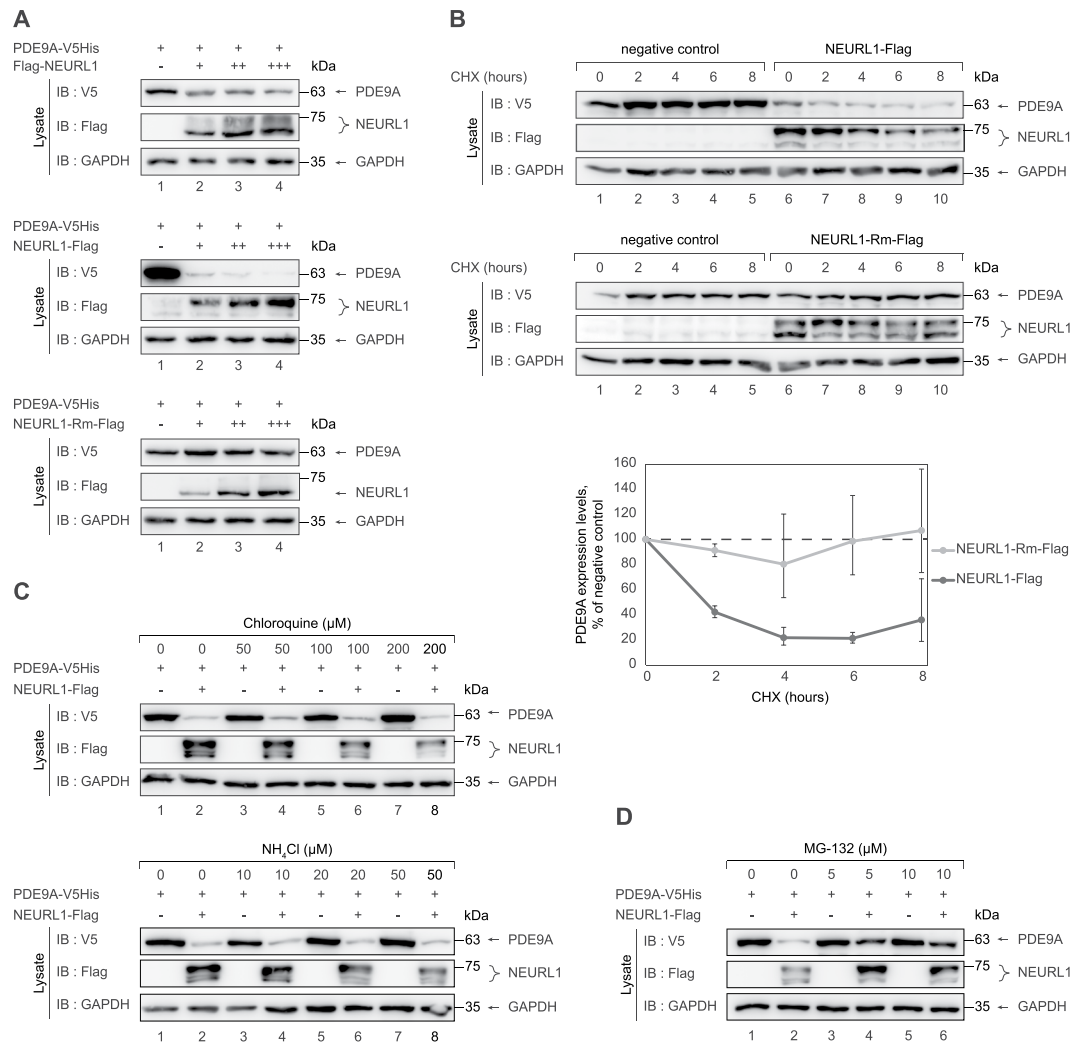 A
PDE9A-V5His + + + +
Flag-NEURL1 - + ++ +++ kDa
IB : V5 63 ← PDE9A
IB : Flag 75 NEURL1
IB : GAPDH 35 ← GAPDH
Lysate
1 2 3 4
PDE9A-V5His + + + +
NEURL1-Flag - + ++ +++ kDa
IB : V5 63 ← PDE9A
IB : Flag 75 NEURL1
IB : GAPDH 35 ← GAPDH
Lysate
1 2 3 4
PDE9A-V5His + + + +
NEURL1-Rm-Flag - + ++ +++ kDa
IB : V5 63 ← PDE9A
IB : Flag 75 ← NEURL1
IB : GAPDH 35 ← GAPDH
Lysate
1 2 3 4
B
negative control NEURL1-Flag
CHX (hours) 0 2 4 6 8 0 2 4 6 8 kDa
IB : V5 63 ← PDE9A
IB : Flag 75 NEURL1
IB : GAPDH 35 ← GAPDH
Lysate
1 2 3 4 5 6 7 8 9 10
negative control NEURL1-Rm-Flag
CHX (hours) 0 2 4 6 8 0 2 4 6 8 kDa
IB : V5 63 ← PDE9A
IB : Flag 75 NEURL1
IB : GAPDH 35 ← GAPDH
Lysate
1 2 3 4 5 6 7 8 9 10
PDE9A expression levels,
% of negative control
160
140
120
100
80
60
40
20
0
0 2 4 6 8
CHX (hours)
NEURL1-Rm-Flag
NEURL1-Flag
C
Chloroquine (µM)
0 0 50 50 100 100 200 200
PDE9A-V5His + + + + + + + +
NEURL1-Flag - + - + - + - + kDa
IB : V5 63 ← PDE9A
IB : Flag 75 NEURL1
IB : GAPDH 35 ← GAPDH
Lysate
1 2 3 4 5 6 7 8
NH₄Cl (µM)
0 0 10 10 20 20 50 50
PDE9A-V5His + + + + + + + +
NEURL1-Flag - + - + - + - + kDa
IB : V5 63 ← PDE9A
IB : Flag 75 NEURL1
IB : GAPDH 35 ← GAPDH
Lysate
1 2 3 4 5 6 7 8
D
MG-132 (µM)
0 0 5 5 10 10
PDE9A-V5His + + + + + +
NEURL1-Flag - + - + - + kDa
IB : V5 63 ← PDE9A
IB : Flag 75 NEURL1
IB : GAPDH 35 ← GAPDH
Lysate
1 2 3 4 5 6